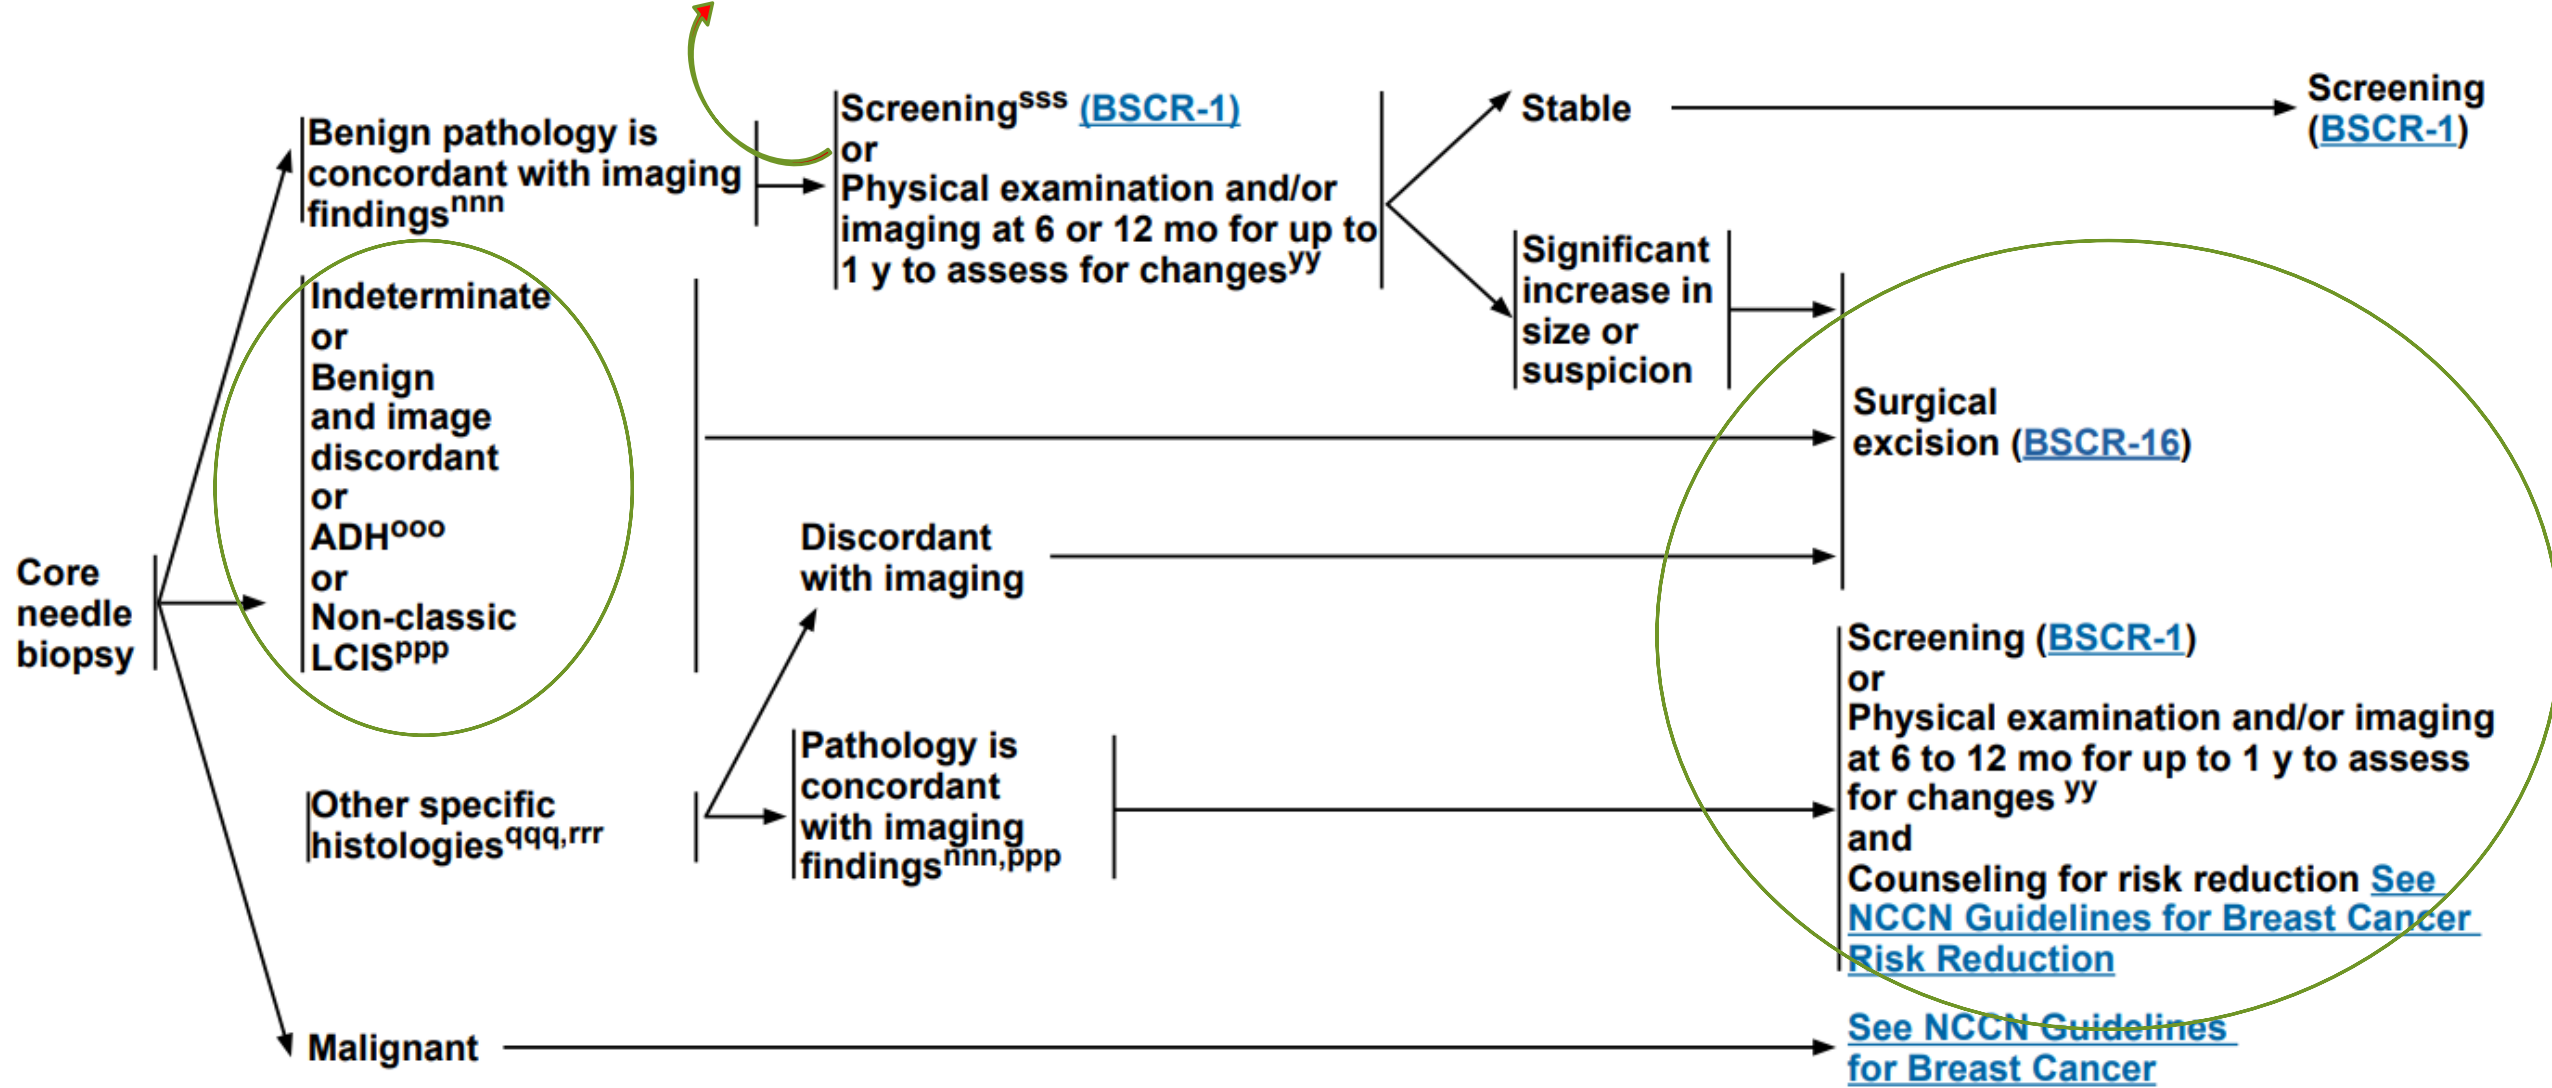 Core
needle
biopsy
Benign pathology is
concordant with imaging
findingsnnn
Screeningsss (BSCR-1)
or
Physical examination and/or
imaging at 6 or 12 mo for up to
1 y to assess for changesyy
Stable
Screening
(BSCR-1)
Significant
increase in
size or
suspicion
Indeterminate
or
Benign
and image
discordant
or
ADHooo
or
Non-classic
LCISppp
Surgical
excision (BSCR-16)
Other specific
histologiesqqq,rrr
Discordant
with imaging
Pathology is
concordant
with imaging
findingsnnn,ppp
Screening (BSCR-1)
or
Physical examination and/or imaging
at 6 to 12 mo for up to 1 y to assess
for changes yy
and
Counseling for risk reduction See
NCCN Guidelines for Breast Cancer
Risk Reduction
Malignant
See NCCN Guidelines
for Breast Cancer